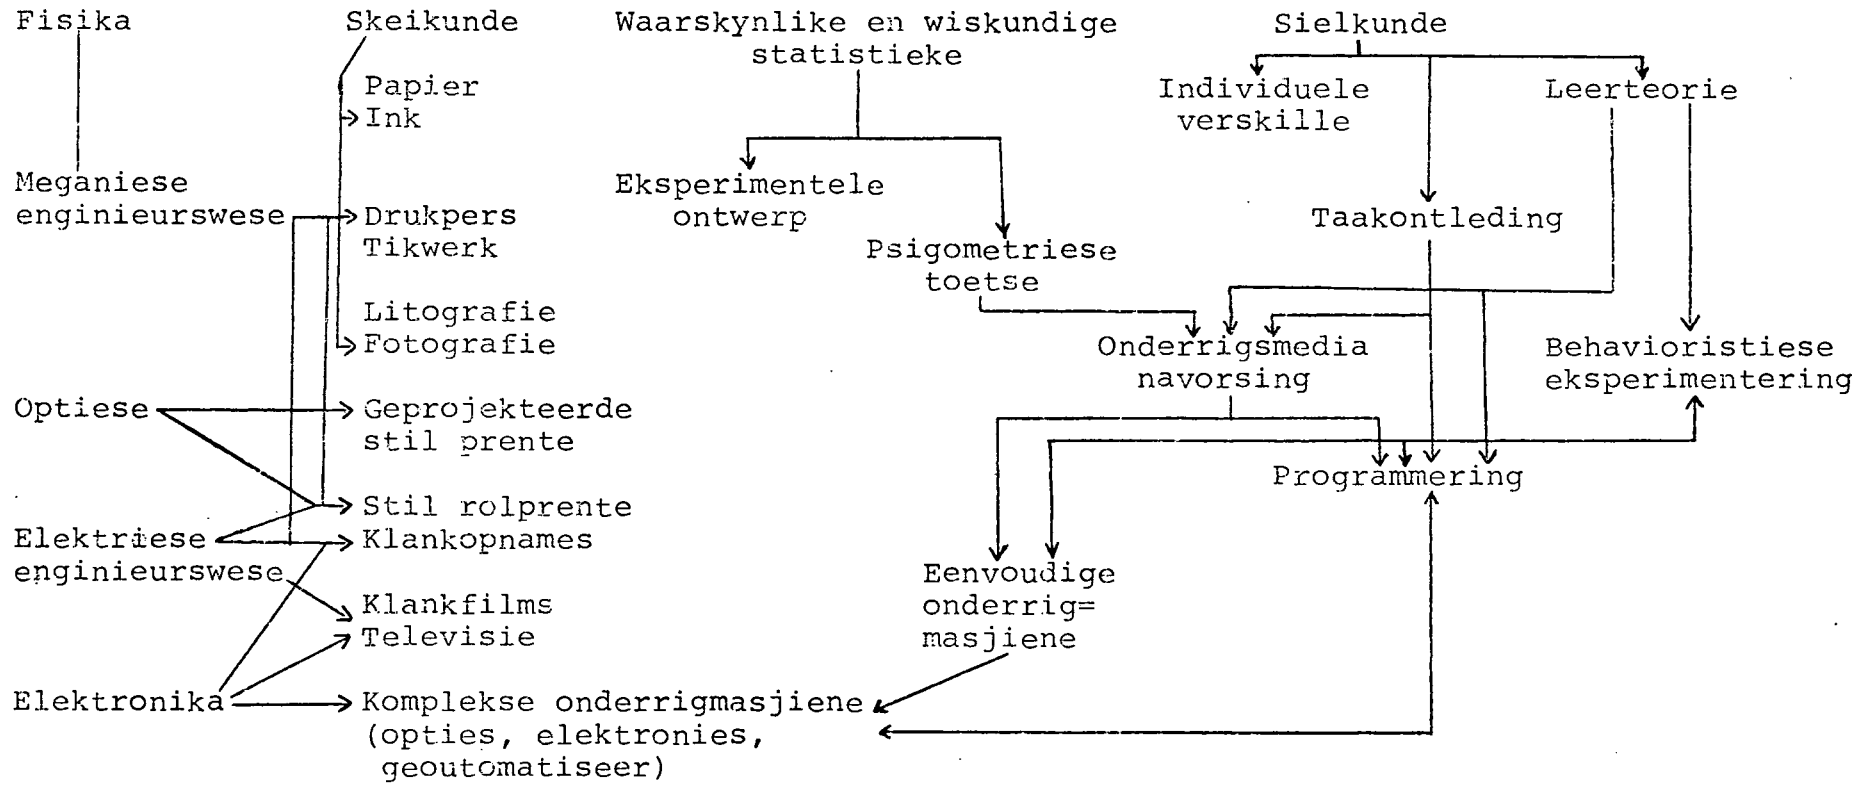 Fisika
Skeikunde
Waarskynlike en wiskundige
statistieke
Sielkunde
Papier
Ink
Individuele
verskille
Leerteorie
Meganiese
enginieurswese
Drukpers
Tikwerk
Eksperimentele
ontwerp
Psigometriese
toetse
Taakontleding
Litografie
Fotografie
Onderrigsmedia
navorsing
Behavioristiese
eksperimentering
Optiese
Geprojekteerde
stil prente
Programmering
Stil rolprente
Elektriese
enginieurswese
Klankopnames
Klankfilms
Televisie
Eenvoudige
onderrig=
masjiene
Elektronika
Komplekse onderrigmasjiene
(opties, elektronies,
geoutomatiseer)